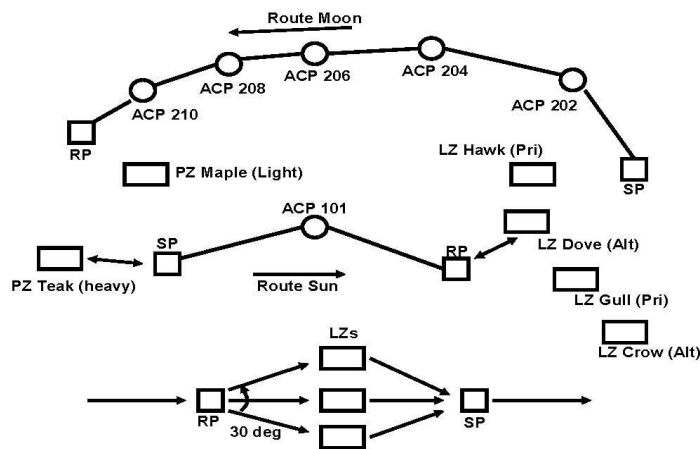 Route Moon
ACP 206
ACP 204
ACP 208
ACP 202
ACP 210
RP
LZ Hawk (Pri)
PZ Maple (Light)
SP
ACP 101
SP
RP
LZ Dove (Alt)
PZ Teak (heavy)
Route Sun
LZ Gull (Pri)
LZs
LZ Crow (Alt)
RP
30 deg
SP